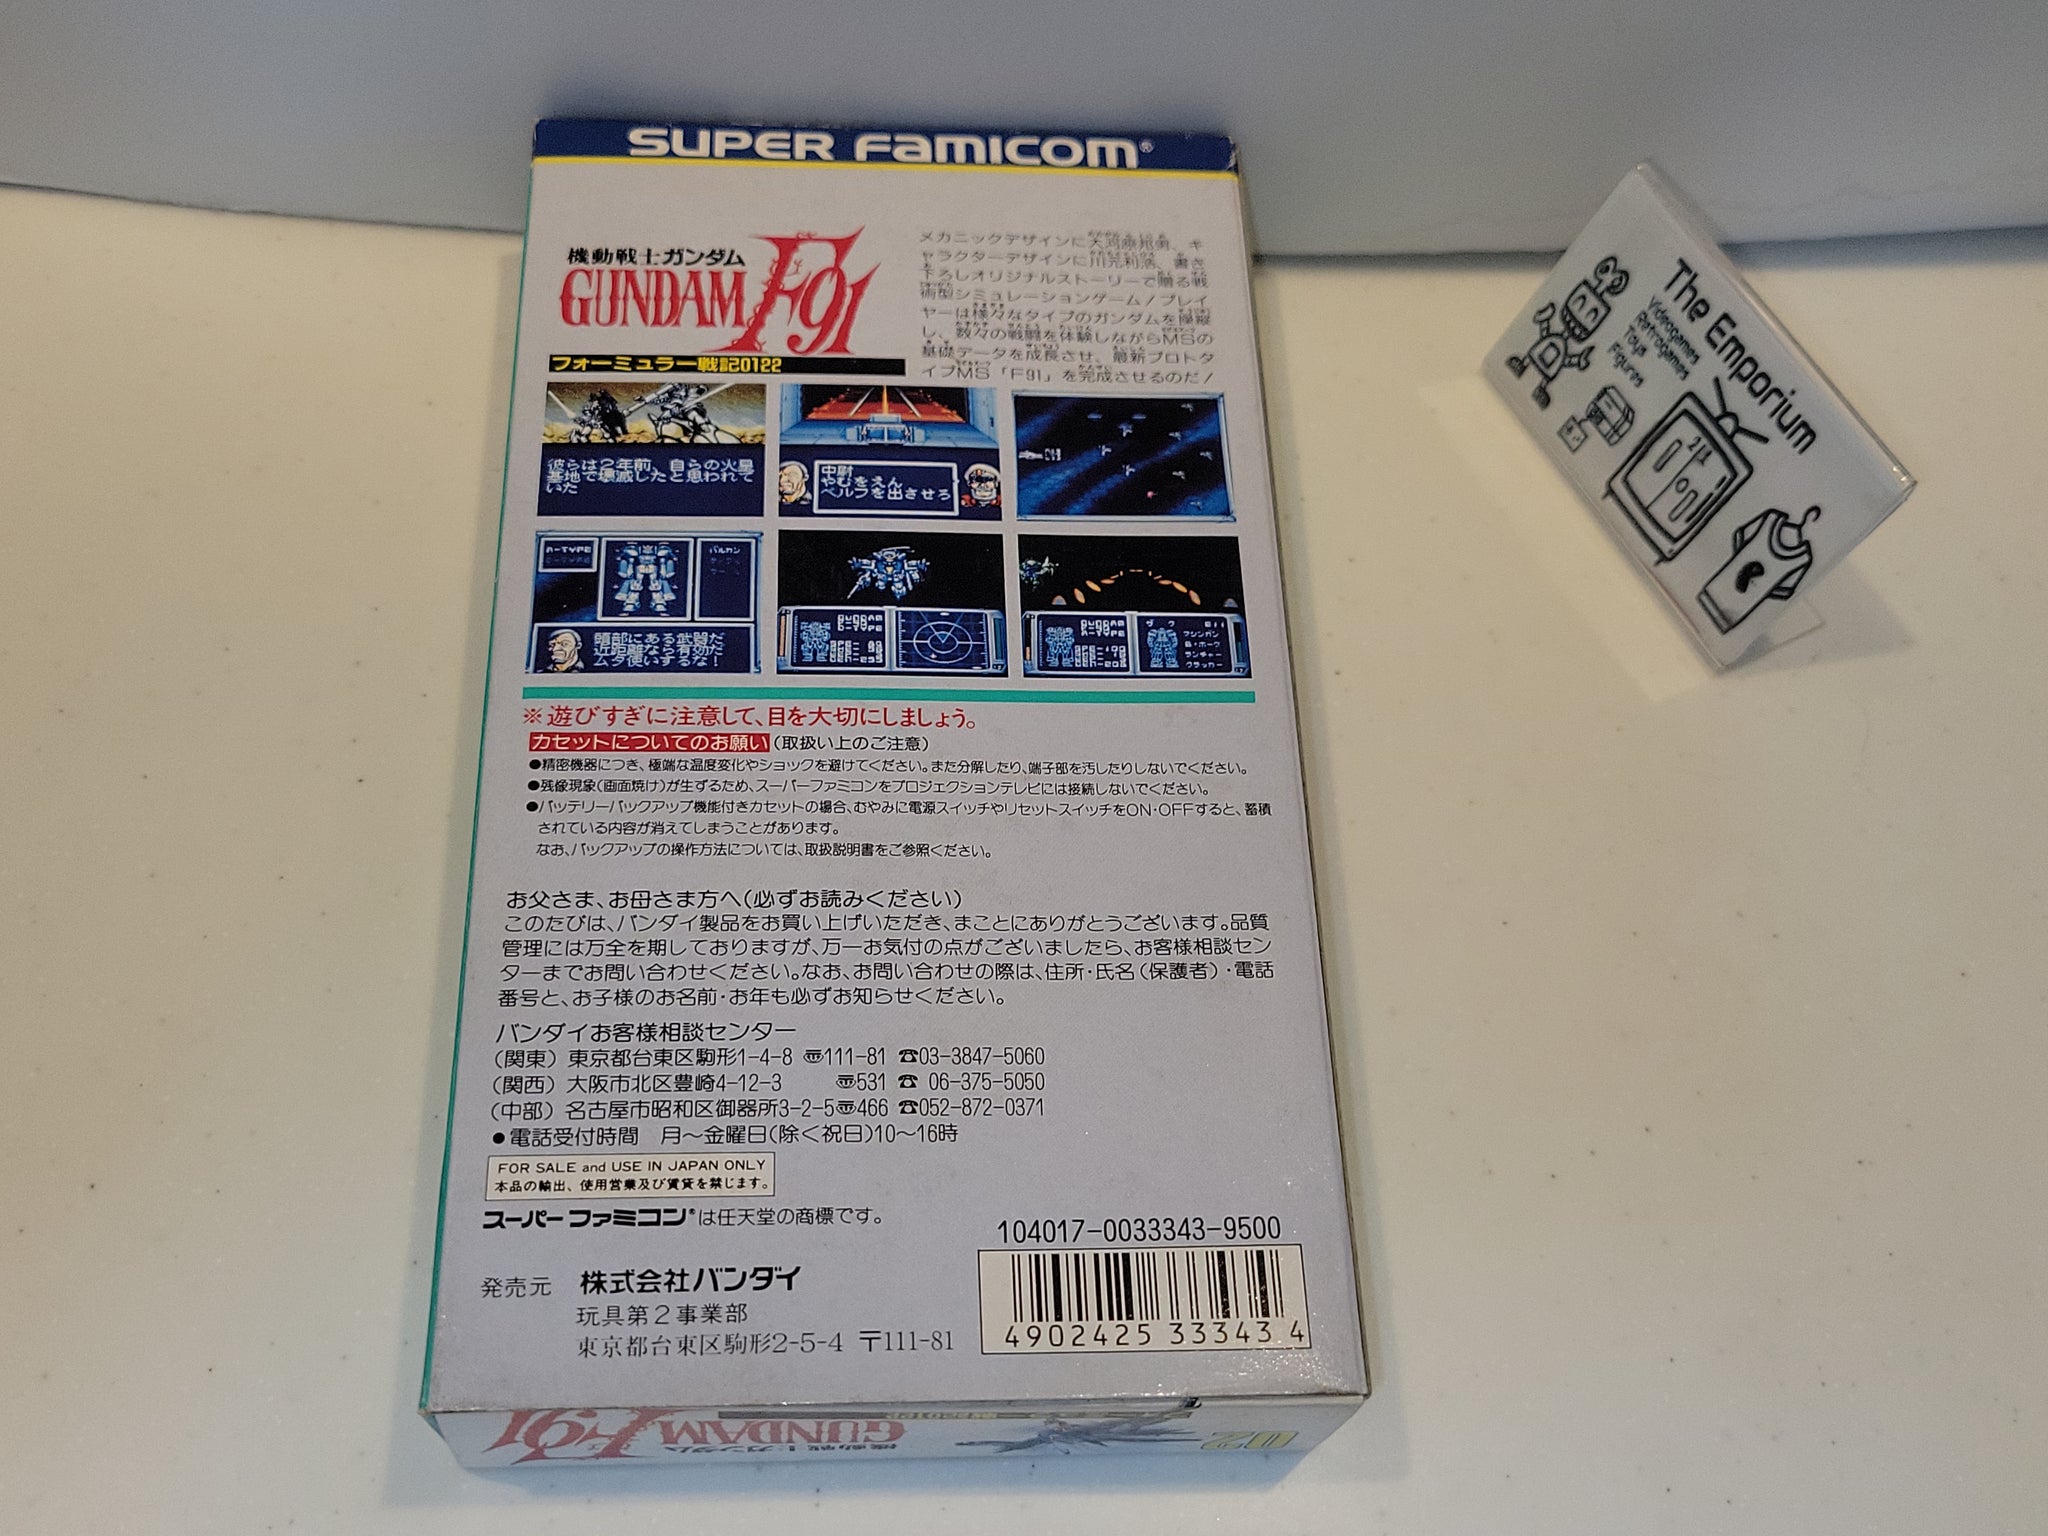 SUPER FAMICOM®
機動戦士ガンダム
GUNDAM F91
フォーミュラー戦記0122
メカニックデザインに大河原邦男、キ
ャラクターデザインに川元利浩、書き
下ろしオリジナルストーリーで贈る戦
術型シミュレーションゲーム!プレイ
ヤーは様々なタイプのガンダムを操縦
し、数々の戦闘を体験しながらMSの
基礎データを成長させ、最新プロトタ
イプMS「F91」を完成させるのだ!
彼らは2年前 自らの火星
基地で壊滅したと思われて
いた
中尉
やむをえん
ベルフを出させろ
A-TYPE
バルカン
頭部にある武器だ
近距離なら有効だ
ムダ使いするな!
ザク
マシンガン
ランチャー
クラッカー
※遊びすぎに注意して、目を大切にしましょう。
カセットについてのお願い(取扱い上のご注意)
●精密機器につき、極端な温度変化やショックを避けてください。また分解したり、端子部を汚したりしないでください。
●残像現象(画面焼け)が生ずるため、スーパーファミコンをプロジェクションテレビには接続しないでください。
●バッテリーバックアップ機能付きカセットの場合、むやみに電源スイッチやリセットスイッチをON・OFFすると、蓄積
されている内容が消えてしまうことがあります。
なお、バックアップの操作方法については、取扱説明書をご参照ください。
お父さま、お母さま方へ(必ずお読みください)
このたびは、バンダイ製品をお買い上げいただき、まことにありがとうございます。品質
管理には万全を期しておりますが、万一お気付の点がございましたら、お客様相談セン
ターまでお問い合わせください。なお、お問い合わせの際は、住所・氏名(保護者)・電話
番号と、お子様のお名前・お年も必ずお知らせください。
バンダイお客様相談センター
(関東) 東京都台東区駒形1-4-8 〠111-81 ☎03-3847-5060
(関西) 大阪市北区豊崎4-12-3 〠531 ☎ 06-375-5050
(中部) 名古屋市昭和区御器所3-2-5〠466 ☎052-872-0371
●電話受付時間 月〜金曜日(除く祝日)10〜16時
FOR SALE and USE IN JAPAN ONLY
本品の輸出、使用営業及び賃貸を禁じます。
スーパーファミコン®は任天堂の商標です。
104017-0033343-9500
発売元 株式会社バンダイ
玩具第2事業部
東京都台東区駒形2-5-4 〒111-81
4902425 333434
機動戦士ガンダム
GUNDAM F91
The Emporium
Videogames
Retrogames
Toys
Figures